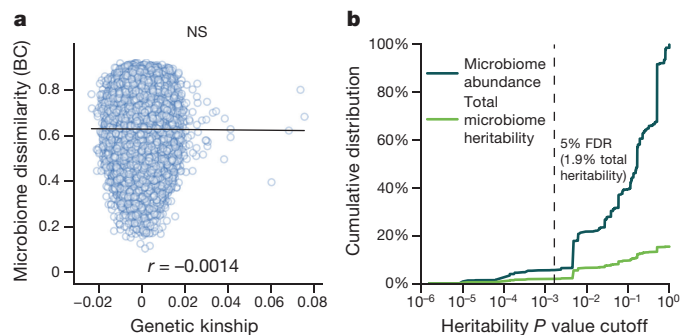 a
NS
Microbiome dissimilarity (BC)
0.8
0.6
0.4
0.2
0
r = –0.0014
–0.02
0
0.02
0.04
0.06
0.08
Genetic kinship
b
Cumulative distribution
100%
80%
60%
40%
20%
0%
Microbiome
abundance
Total
microbiome
heritability
5% FDR
(1.9% total
heritability)
10⁻⁶
10⁻⁵
10⁻⁴
10⁻³
10⁻²
10⁻¹
10⁰
Heritability P value cutoff